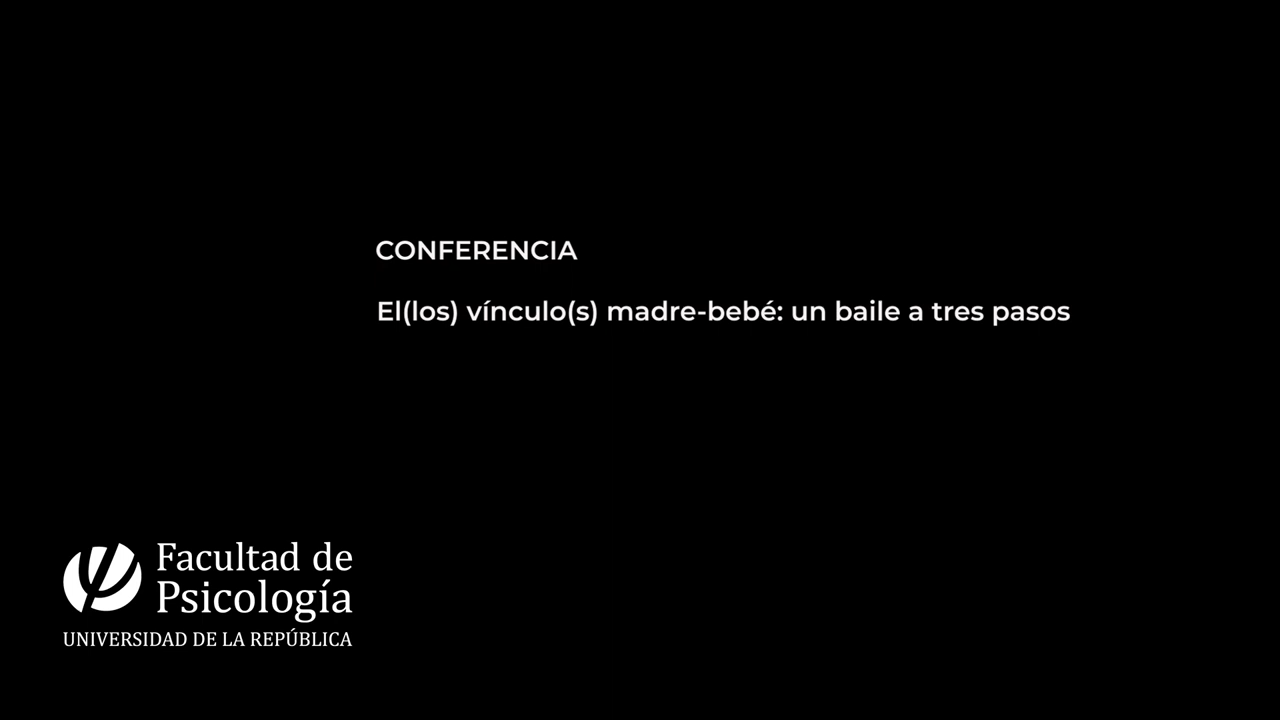 CONFERENCIA
El(los) vínculo(s) madre-bebé: un baile a tres pasos
Facultad de
Psicología
UNIVERSIDAD DE LA REPÚBLICA